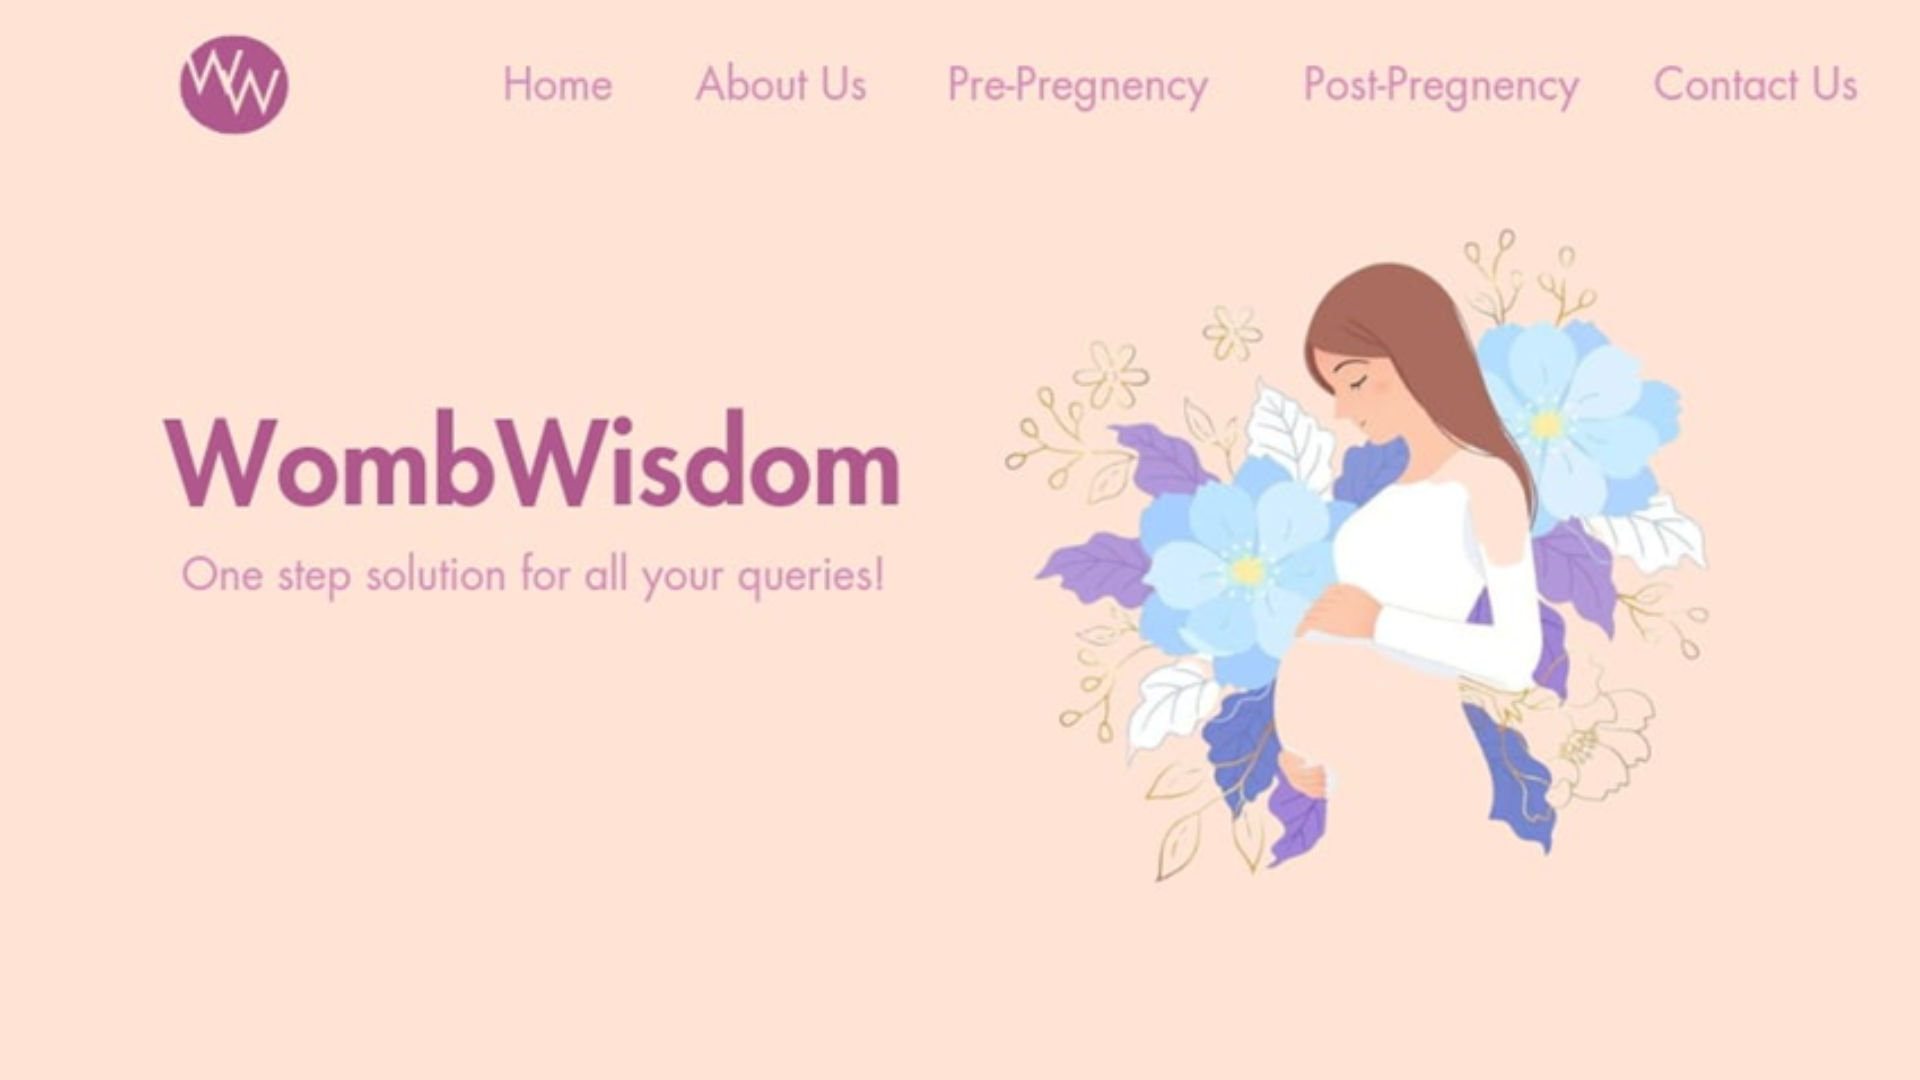 WW
Home About Us Pre-Pregnency Post-Pregnency Contact Us
WombWisdom
One step solution for all your queries!